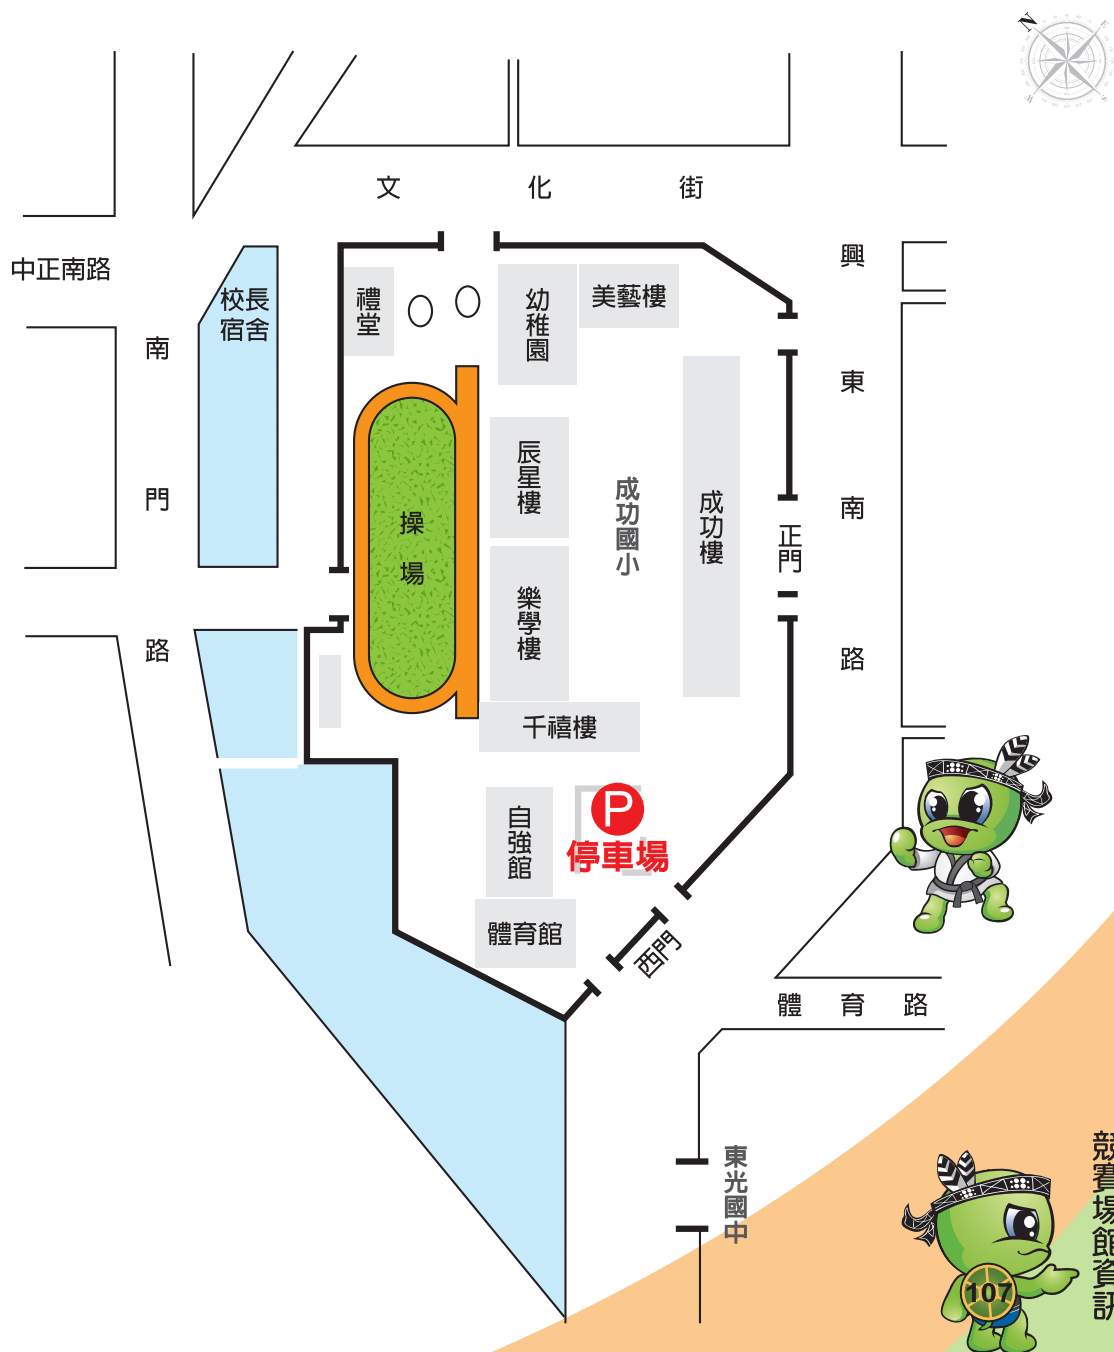 N
E
W
S
文化街
中正南路
校長
宿舍
禮堂
幼稚園
美藝樓
興東南路
南門路
辰星樓
成功國小
成功樓
操場
正門
樂學樓
千禧樓
P
停車場
自強館
體育館
西門
體育路
東光國中
競賽場館資訊
107